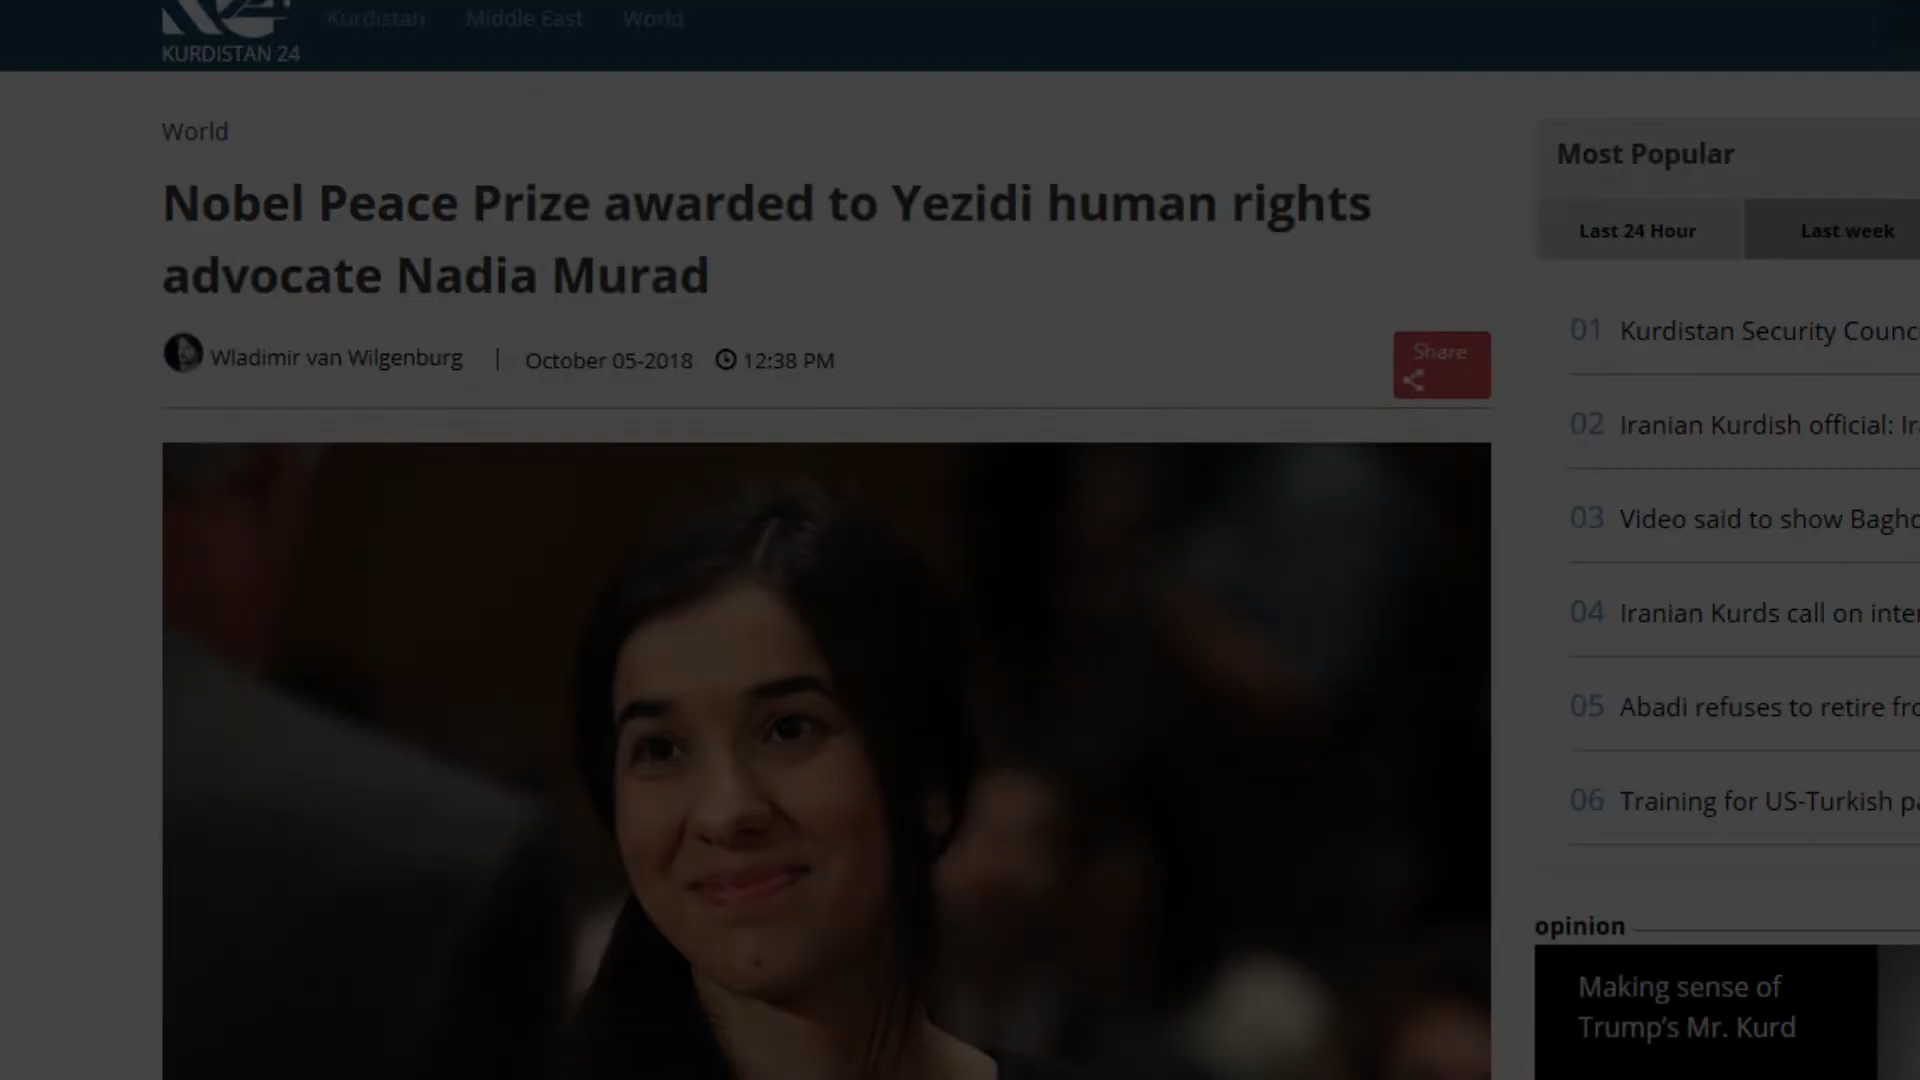 Kurdistan Middle East World
KURDISTAN 24
World
Nobel Peace Prize awarded to Yezidi human rights
advocate Nadia Murad
Wladimir van Wilgenburg | October 05-2018 12:38 PM
Share
Most Popular
Last 24 Hour Last week
01 Kurdistan Security Counc
02 Iranian Kurdish official: Ir
03 Video said to show Baghd
04 Iranian Kurds call on inter
05 Abadi refuses to retire fro
06 Training for US-Turkish pa
opinion
Making sense of
Trump’s Mr. Kurd